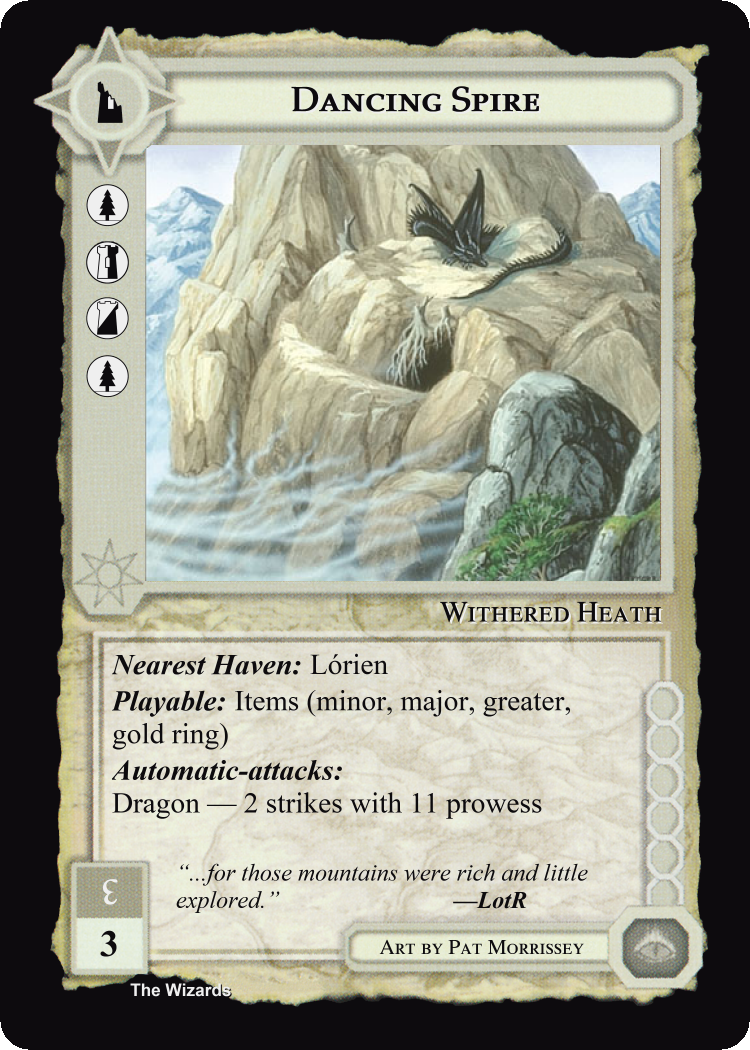 Dancing Spire
Withered Heath
Nearest Haven: Lórien
Playable: Items (minor, major, greater,
gold ring)
Automatic-attacks:
Dragon — 2 strikes with 11 prowess
“...for those mountains were rich and little
explored.” —LotR
3
3
Art by Pat Morrissey
The Wizards